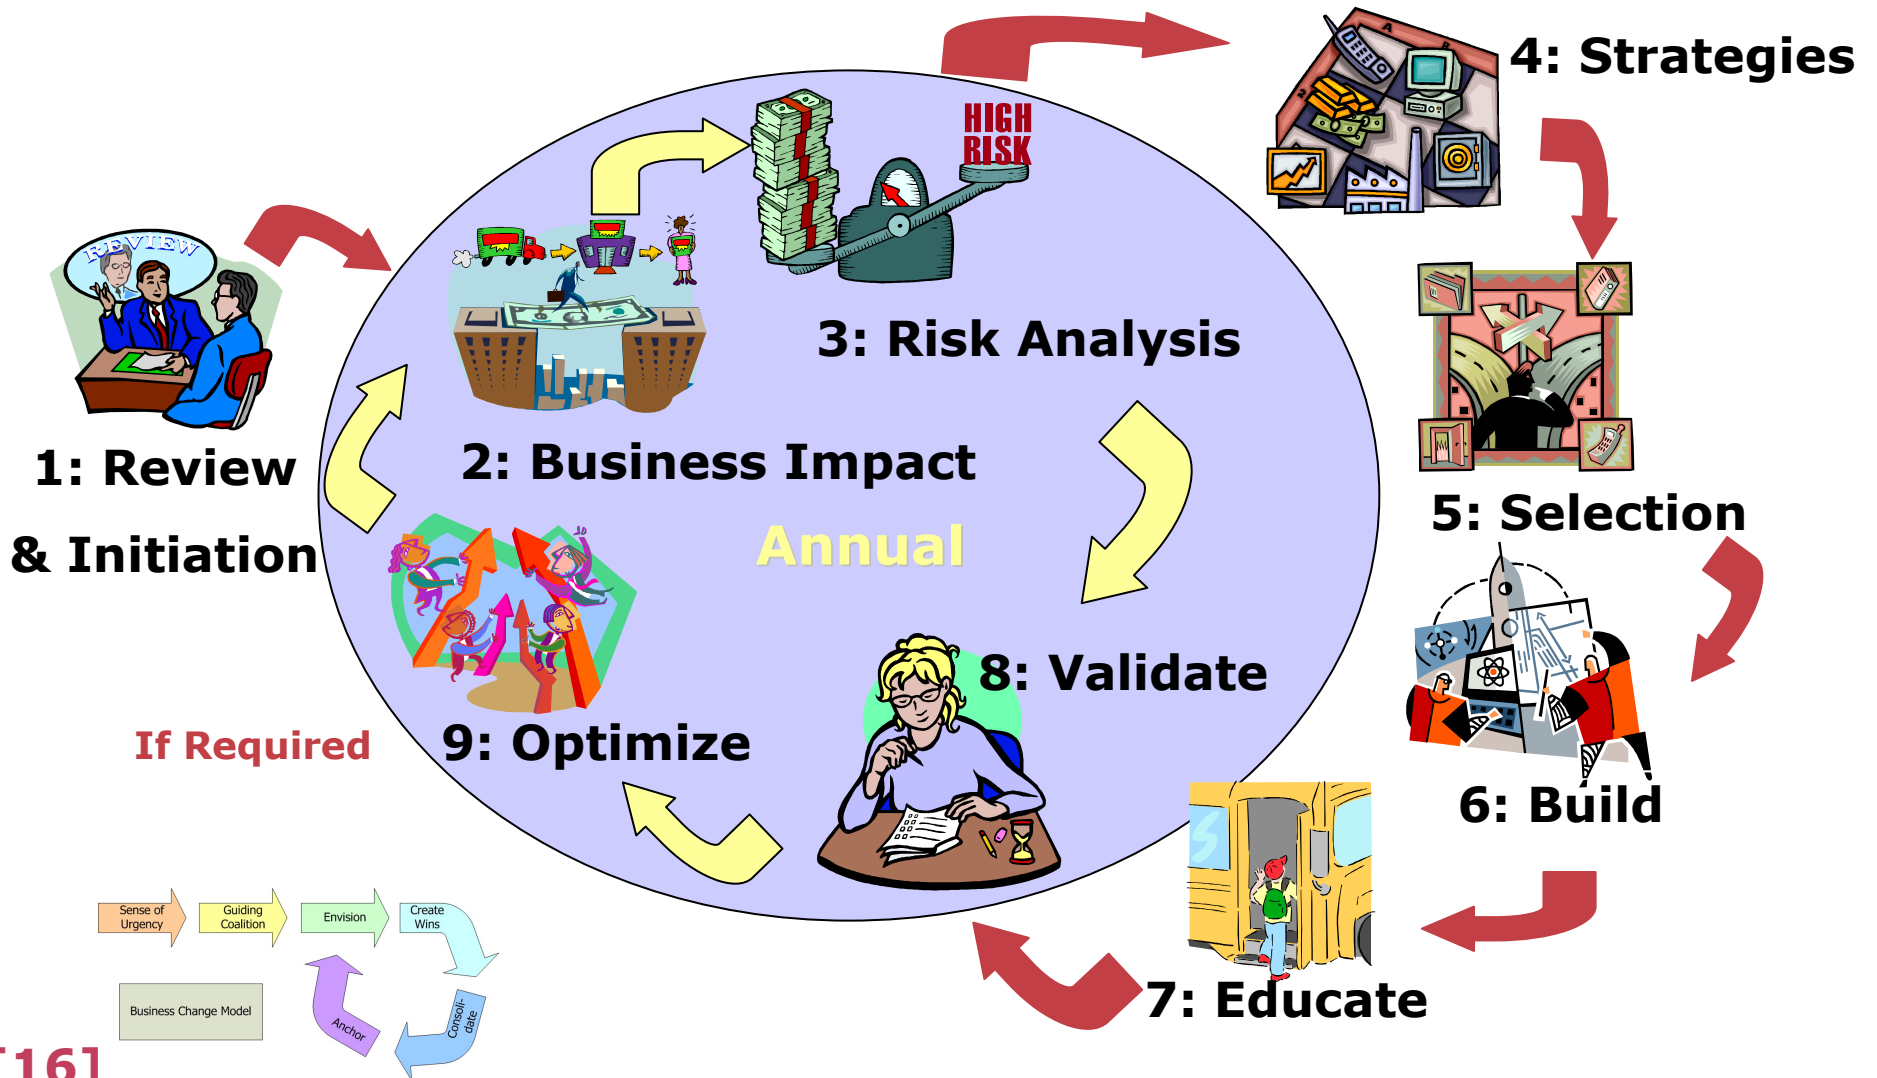 4: Strategies
A
B
2
HIGH
RISK
REVIEW
3: Risk Analysis
1: Review
& Initiation
2: Business Impact
Annual
5: Selection
8: Validate
If Required
9: Optimize
6: Build
7: Educate
Sense of
Urgency
Guiding
Coalition
Envision
Create
Wins
Consoli-
date
Anchor
Business Change Model
[16]